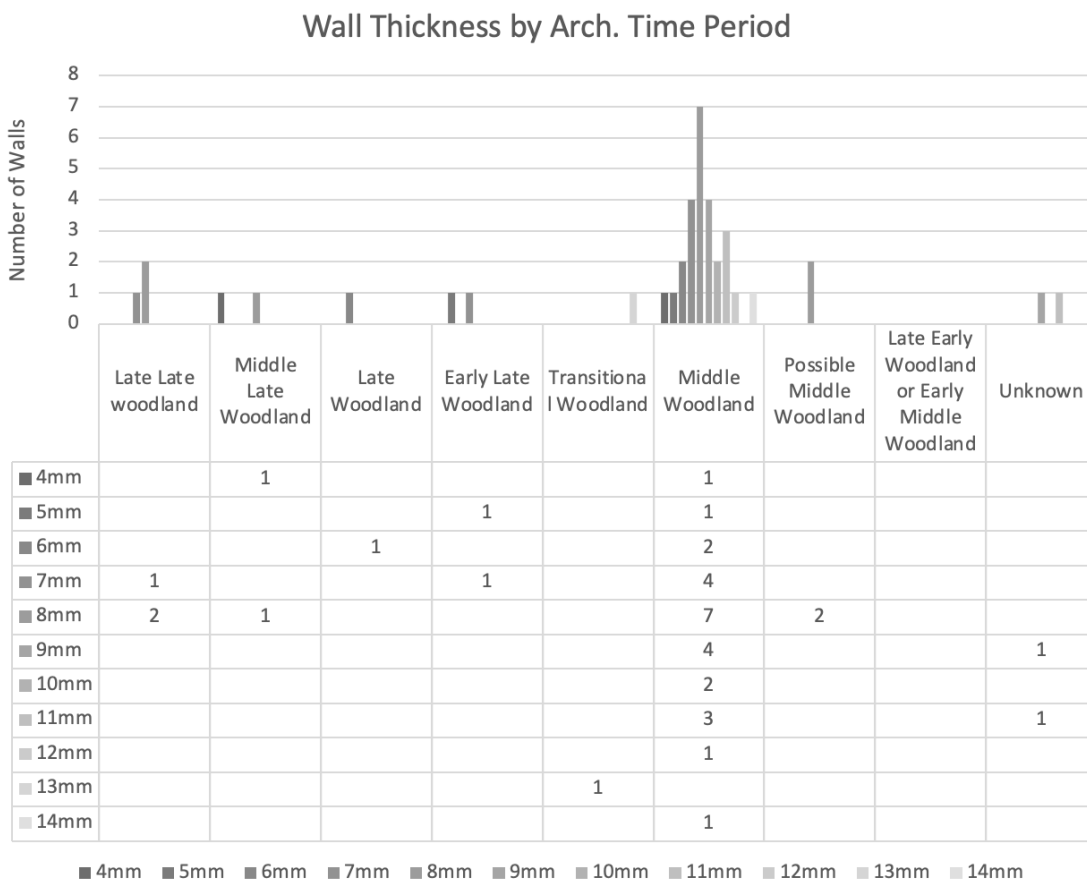 Wall Thickness by Arch. Time Period
Number of Walls
8
7
6
5
4
3
2
1
0
Late Late
woodland
Middle
Late
Woodland
Late
Woodland
Early Late
Woodland
Transitiona
l Woodland
Middle
Woodland
Possible
Middle
Woodland
Late Early
Woodland
or Early
Middle
Woodland
Unknown
4mm 1 1
5mm 1 1
6mm 1 2
7mm 1 1 4
8mm 2 1 7 2
9mm 4 1
10mm 2
11mm 3 1
12mm 1
13mm 1
14mm 1
4mm 5mm 6mm 7mm 8mm 9mm 10mm 11mm 12mm 13mm 14mm